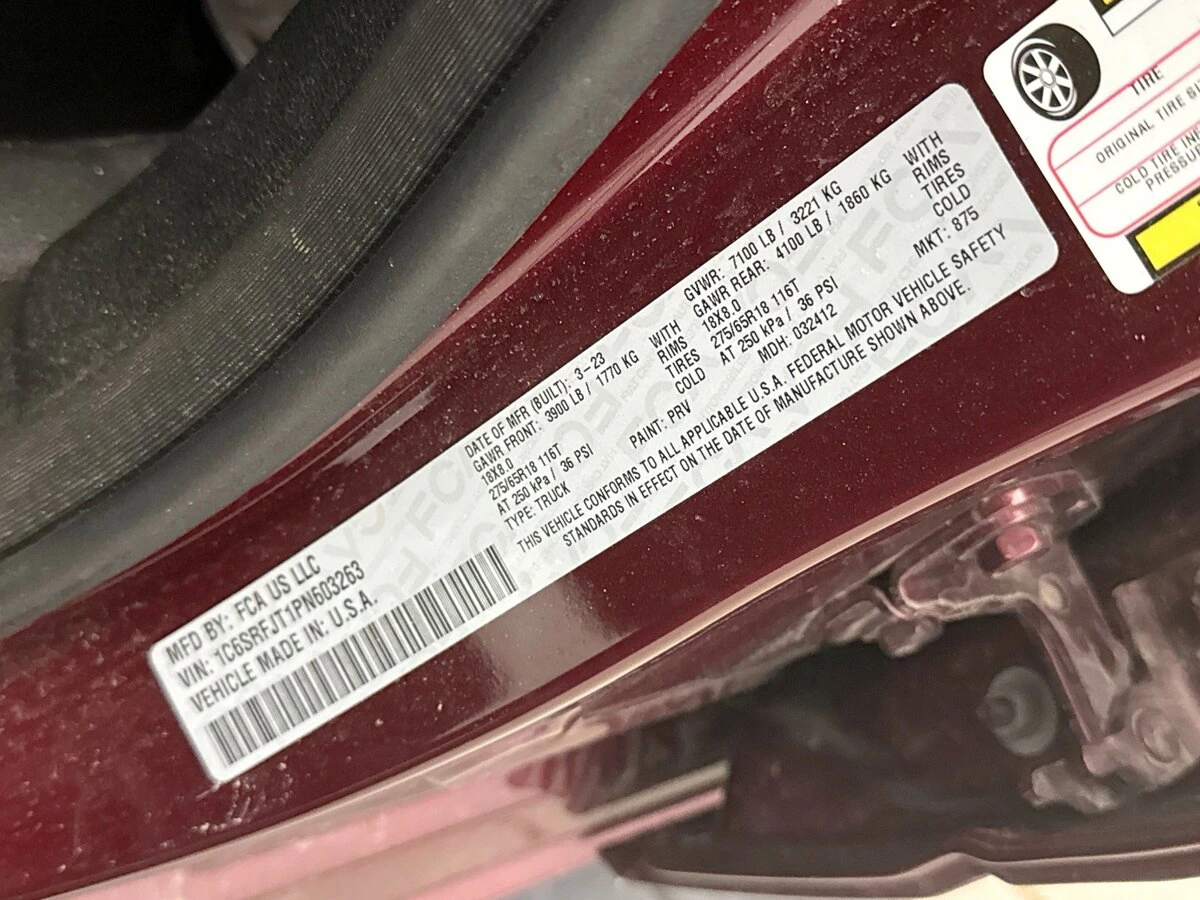 MFD BY: FCA US LLC
VIN: 1C6SRFJT1PN603263
VEHICLE MADE IN: U.S.A.
DATE OF MFR (BUILT): 3-23 GVWR: 7100 LB / 3221 KG
GAWR FRONT: 3900 LB / 1770 KG WITH GAWR REAR: 4100 LB / 1860 KG WITH
18X8.0 RIMS 18X8.0 RIMS
275/65R18 116T TIRES 275/65R18 116T TIRES
AT 250 kPa / 36 PSI COLD AT 250 kPa / 36 PSI COLD
TYPE: TRUCK PAINT: PRV MDH: 032412 MKT: 875
THIS VEHICLE CONFORMS TO ALL APPLICABLE U.S.A. FEDERAL MOTOR VEHICLE SAFETY
STANDARDS IN EFFECT ON THE DATE OF MANUFACTURE SHOWN ABOVE.
TIRE
ORIGINAL TIRE
COLD TIRE